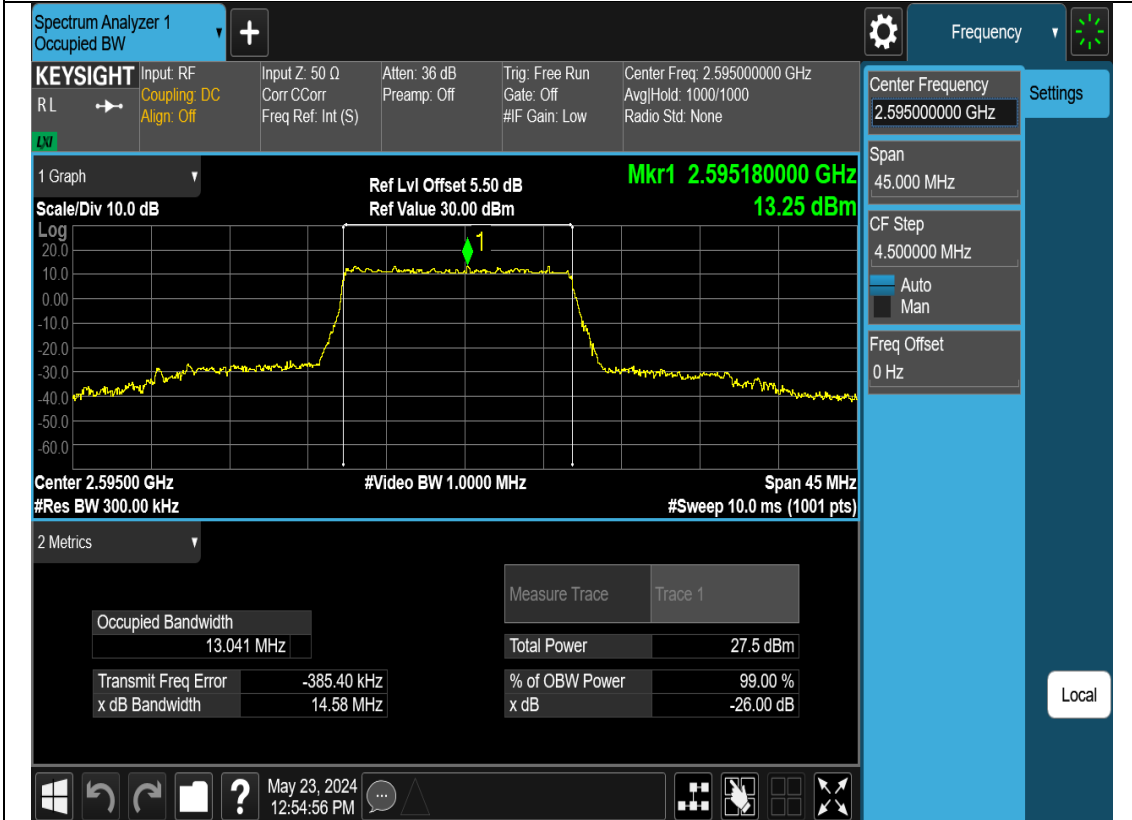 Spectrum Analyzer 1
Occupied BW
Frequency
KEYSIGHT
R L
LXI
Input: RF
Coupling: DC
Align: Off
Input Z: 50 Ω
Corr CCorr
Freq Ref: Int (S)
Atten: 36 dB
Preamp: Off
Trig: Free Run
Gate: Off
#IF Gain: Low
Center Freq: 2.595000000 GHz
Avg|Hold: 1000/1000
Radio Std: None
Center Frequency
2.595000000 GHz
Settings
Span
45.000 MHz
CF Step
4.500000 MHz
Auto
Man
Freq Offset
0 Hz
Local
1 Graph
Scale/Div 10.0 dB
Ref Lvl Offset 5.50 dB
Ref Value 30.00 dBm
Mkr1 2.595180000 GHz
13.25 dBm
Log
1
20.0
10.0
0.00
-10.0
-20.0
-30.0
-40.0
-50.0
-60.0
Center 2.59500 GHz
#Video BW 1.0000 MHz
Span 45 MHz
#Res BW 300.00 kHz
#Sweep 10.0 ms (1001 pts)
2 Metrics
Measure Trace
Trace 1
Occupied Bandwidth
13.041 MHz
Total Power
27.5 dBm
Transmit Freq Error
-385.40 kHz
% of OBW Power
99.00 %
x dB Bandwidth
14.58 MHz
x dB
-26.00 dB
?
May 23, 2024
12:54:56 PM